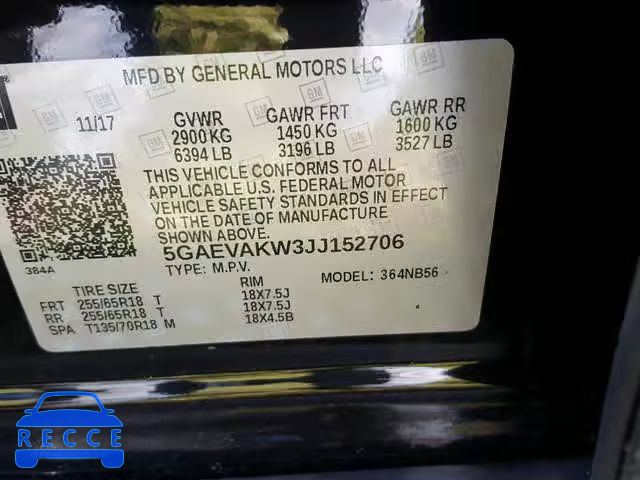 MFD BY GENERAL MOTORS LLC
11/17 GVWR GAWR FRT GAWR RR
2900 KG 1450 KG 1600 KG
6394 LB 3196 LB 3527 LB
THIS VEHICLE CONFORMS TO ALL
APPLICABLE U.S. FEDERAL MOTOR
VEHICLE SAFETY STANDARDS IN EFFECT
ON THE DATE OF MANUFACTURE
SHOWN ABOVE.
5GAEVAKW3JJ152706
384A
TYPE: M.P.V. MODEL: 364NB56
TIRE SIZE RIM
FRT 255/65R18 T 18X7.5J
RR 255/65R18 T 18X7.5J
SPA T135/70R18 M 18X4.5B
RECCE